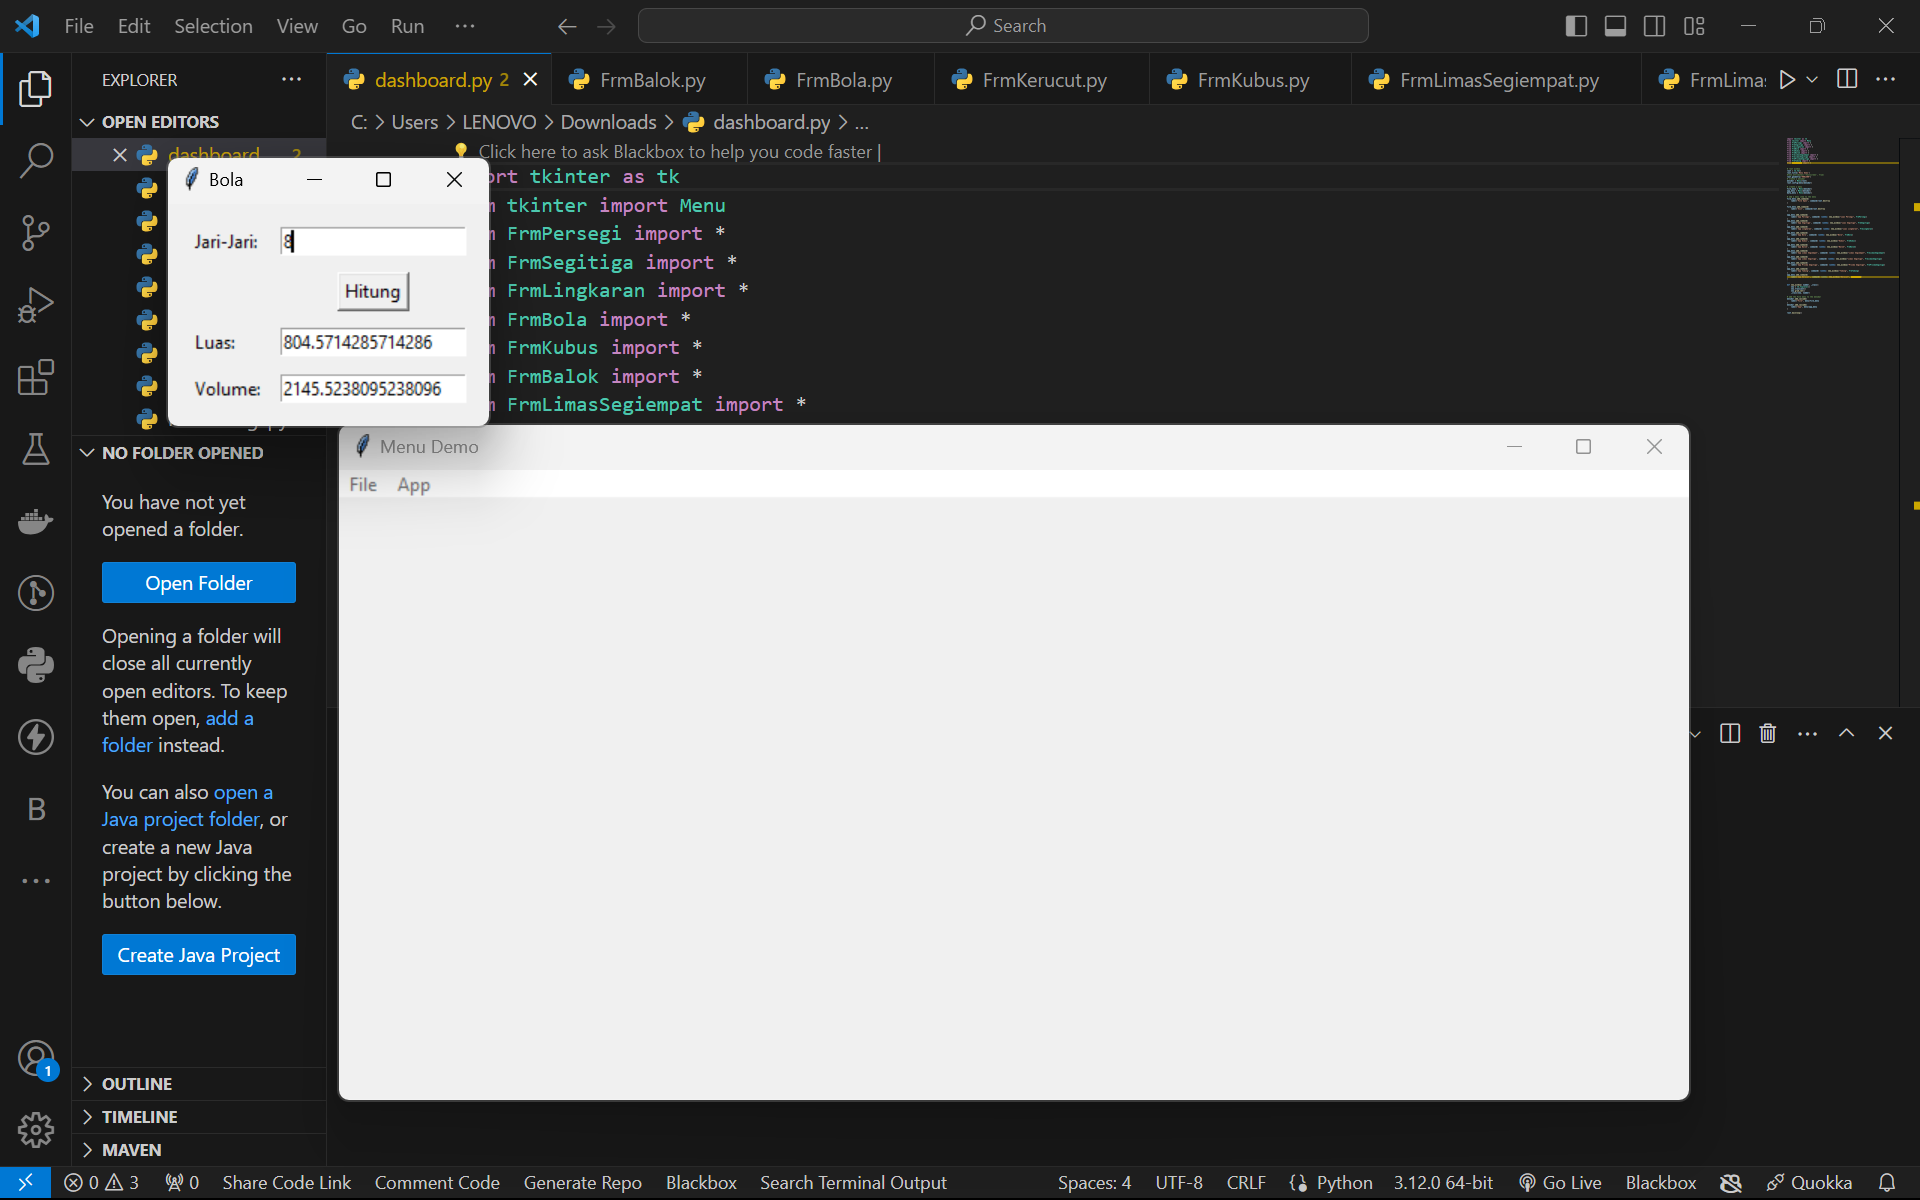 File Edit Selection View Go Run ... Search
EXPLORER ...
dashboard.py 2 FrmBalok.py FrmBola.py FrmKerucut.py FrmKubus.py FrmLimasSegiempat.py FrmLimas
OPEN EDITORS
C: > Users > LENOVO > Downloads > dashboard.py > ...
dashboard... 2
Click here to ask Blackbox to help you code faster |
Bola
Jari-Jari: 8
Hitung
Luas: 804.5714285714286
Volume: 2145.5238095238096
ort tkinter as tk
m tkinter import Menu
m FrmPersegi import *
m FrmSegitiga import *
m FrmLingkaran import *
m FrmBola import *
m FrmKubus import *
m FrmBalok import *
m FrmLimasSegiempat import *
Menu Demo
File App
NO FOLDER OPENED
You have not yet
opened a folder.
Open Folder
Opening a folder will
close all currently
open editors. To keep
them open, add a
folder instead.
You can also open a
Java project folder, or
create a new Java
project by clicking the
button below.
Create Java Project
B
1
OUTLINE
TIMELINE
MAVEN
0 3 0 Share Code Link Comment Code Generate Repo Blackbox Search Terminal Output Spaces: 4 UTF-8 CRLF {} Python 3.12.0 64-bit Go Live Blackbox Quokka